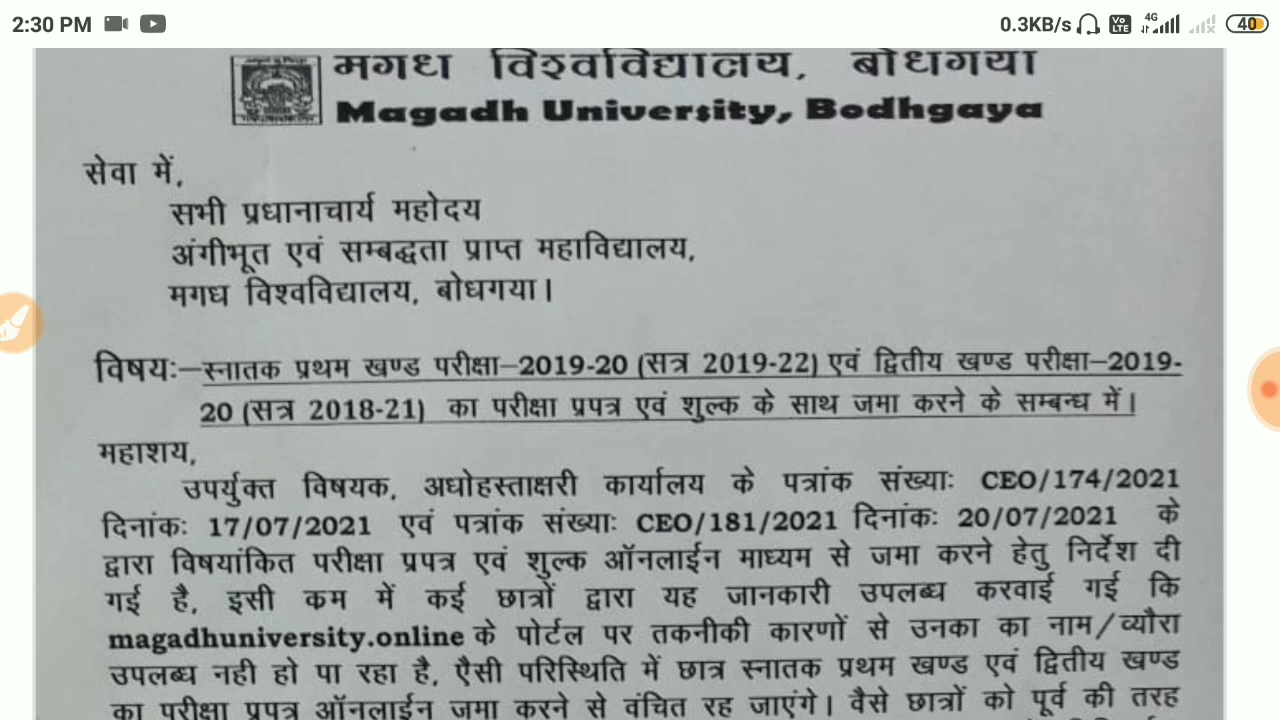 2:30 PM
0.3KB/s
Vo LTE
4G
40
मगध विश्वविद्यालय, बोधगया
Magadh University, Bodhgaya
सेवा में,
सभी प्रधानाचार्य महोदय
अंगीभूत एवं सम्बद्धता प्राप्त महाविद्यालय,
मगध विश्वविद्यालय, बोधगया।
विषयः–स्नातक प्रथम खण्ड परीक्षा–2019-20 (सत्र 2019-22) एवं द्वितीय खण्ड परीक्षा–2019-
20 (सत्र 2018-21) का परीक्षा प्रपत्र एवं शुल्क के साथ जमा करने के सम्बन्ध में।
महाशय,
उपर्युक्त विषयक, अधोहस्ताक्षरी कार्यालय के पत्रांक संख्याः CEO/174/2021
दिनांकः 17/07/2021 एवं पत्रांक संख्याः CEO/181/2021 दिनांकः 20/07/2021 के
द्वारा विषयांकित परीक्षा प्रपत्र एवं शुल्क ऑनलाईन माध्यम से जमा करने हेतु निर्देश दी
गई है, इसी कम में कई छात्रों द्वारा यह जानकारी उपलब्ध करवाई गई कि
magadhuniversity.online के पोर्टल पर तकनीकी कारणों से उनका का नाम/व्यौरा
उपलब्ध नही हो पा रहा है, ऐसी परिस्थिति में छात्र स्नातक प्रथम खण्ड एवं द्वितीय खण्ड
का परीक्षा प्रपत्र ऑनलाईन जमा करने से वंचित रह जाएंगे। वैसे छात्रों को पूर्व की तरह